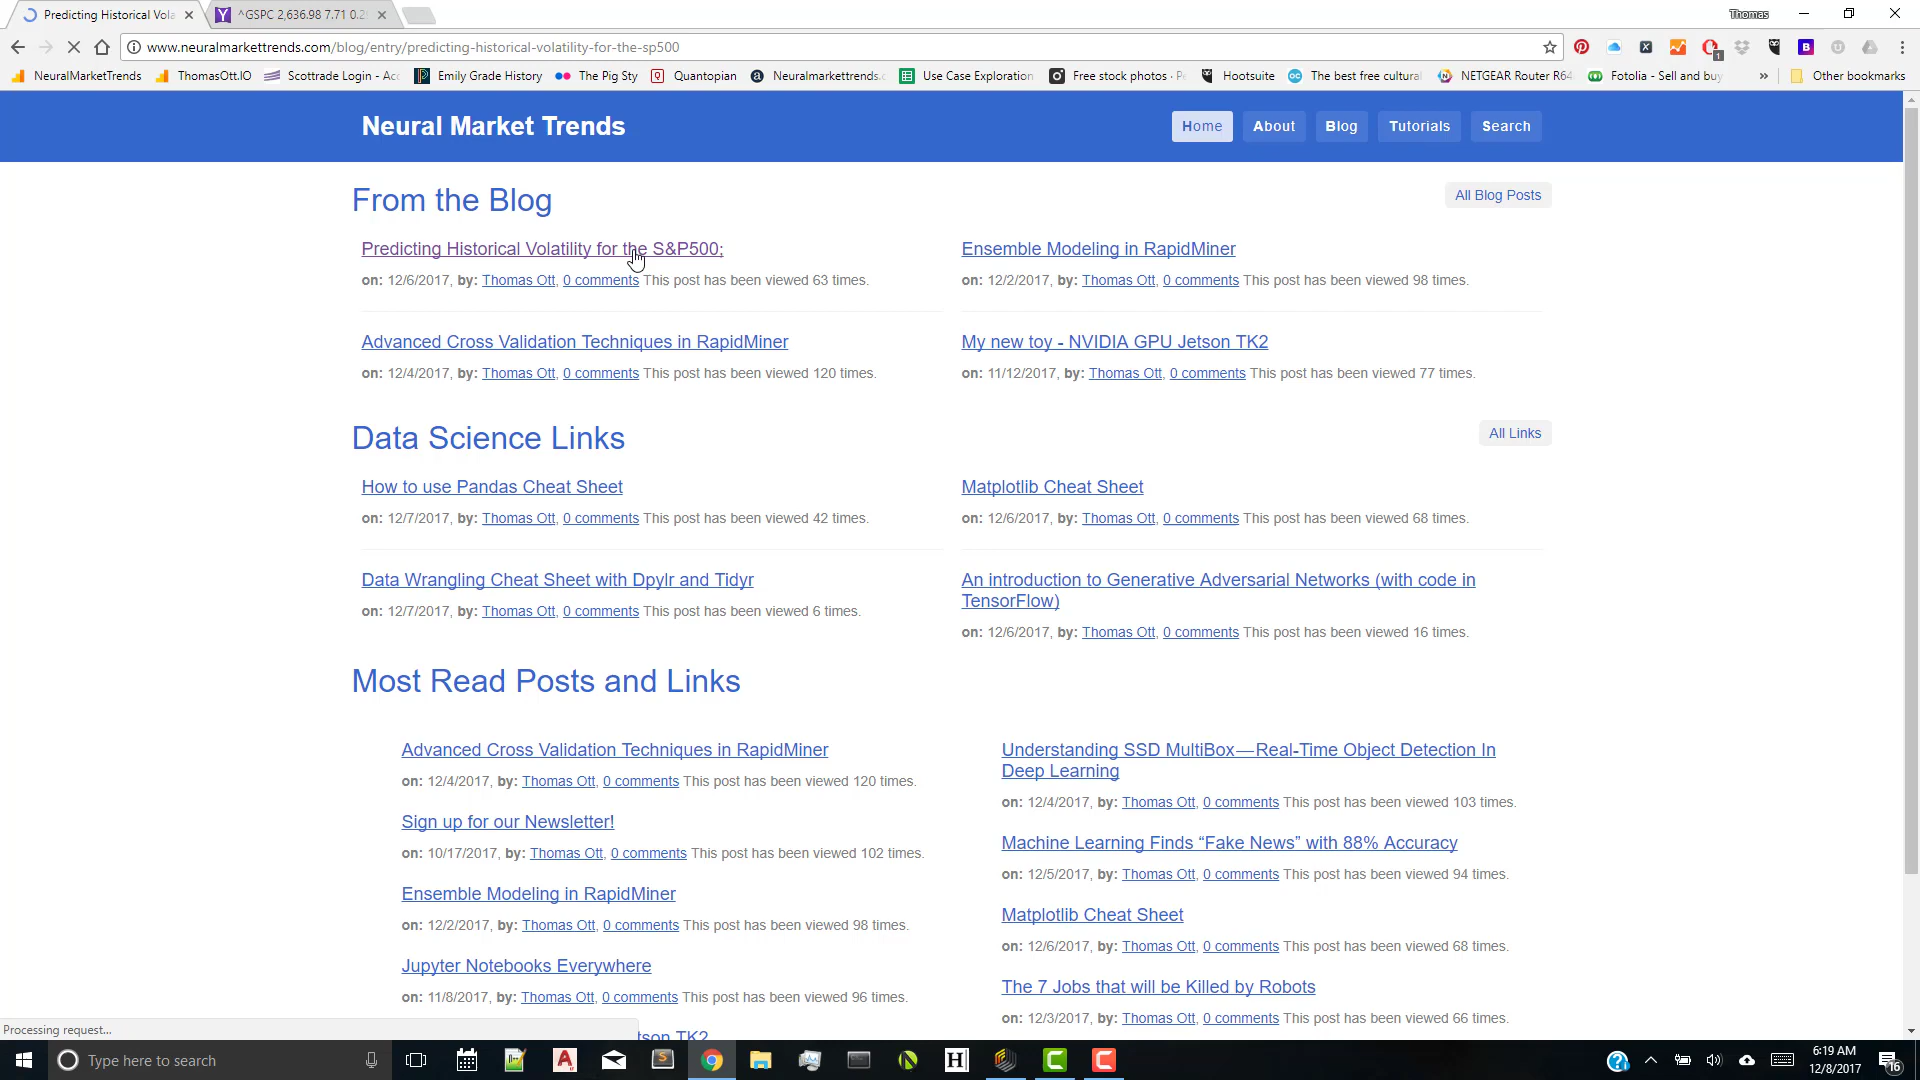 Predicting Historical Vola
^GSPC 2,636.98 7.71 0.2
Thomas
www.neuralmarkettrends.com/blog/entry/predicting-historical-volatility-for-the-sp500
1
NeuralMarketTrends
ThomasOtt.IO
Scottrade Login - Acc
Emily Grade History
The Pig Sty
Quantopian
Neuralmarkettrends.c
Use Case Exploration
Free stock photos · Pe
Hootsuite
The best free cultural
NETGEAR Router R64
Fotolia - Sell and buy
»
Other bookmarks
Neural Market Trends
Home
About
Blog
Tutorials
Search
From the Blog
All Blog Posts
Predicting Historical Volatility for the S&P500;
on: 12/6/2017, by: Thomas Ott, 0 comments This post has been viewed 63 times.
Ensemble Modeling in RapidMiner
on: 12/2/2017, by: Thomas Ott, 0 comments This post has been viewed 98 times.
Advanced Cross Validation Techniques in RapidMiner
on: 12/4/2017, by: Thomas Ott, 0 comments This post has been viewed 120 times.
My new toy - NVIDIA GPU Jetson TK2
on: 11/12/2017, by: Thomas Ott, 0 comments This post has been viewed 77 times.
Data Science Links
All Links
How to use Pandas Cheat Sheet
on: 12/7/2017, by: Thomas Ott, 0 comments This post has been viewed 42 times.
Matplotlib Cheat Sheet
on: 12/6/2017, by: Thomas Ott, 0 comments This post has been viewed 68 times.
Data Wrangling Cheat Sheet with Dpylr and Tidyr
on: 12/7/2017, by: Thomas Ott, 0 comments This post has been viewed 6 times.
An introduction to Generative Adversarial Networks (with code in
TensorFlow)
on: 12/6/2017, by: Thomas Ott, 0 comments This post has been viewed 16 times.
Most Read Posts and Links
Advanced Cross Validation Techniques in RapidMiner
on: 12/4/2017, by: Thomas Ott, 0 comments This post has been viewed 120 times.
Sign up for our Newsletter!
on: 10/17/2017, by: Thomas Ott, 0 comments This post has been viewed 102 times.
Ensemble Modeling in RapidMiner
on: 12/2/2017, by: Thomas Ott, 0 comments This post has been viewed 98 times.
Jupyter Notebooks Everywhere
on: 11/8/2017, by: Thomas Ott, 0 comments This post has been viewed 96 times.
tson TK2
Understanding SSD MultiBox—Real-Time Object Detection In
Deep Learning
on: 12/4/2017, by: Thomas Ott, 0 comments This post has been viewed 103 times.
Machine Learning Finds “Fake News” with 88% Accuracy
on: 12/5/2017, by: Thomas Ott, 0 comments This post has been viewed 94 times.
Matplotlib Cheat Sheet
on: 12/6/2017, by: Thomas Ott, 0 comments This post has been viewed 68 times.
The 7 Jobs that will be Killed by Robots
on: 12/3/2017, by: Thomas Ott, 0 comments This post has been viewed 66 times.
Processing request...
Type here to search
6:19 AM
12/8/2017
16